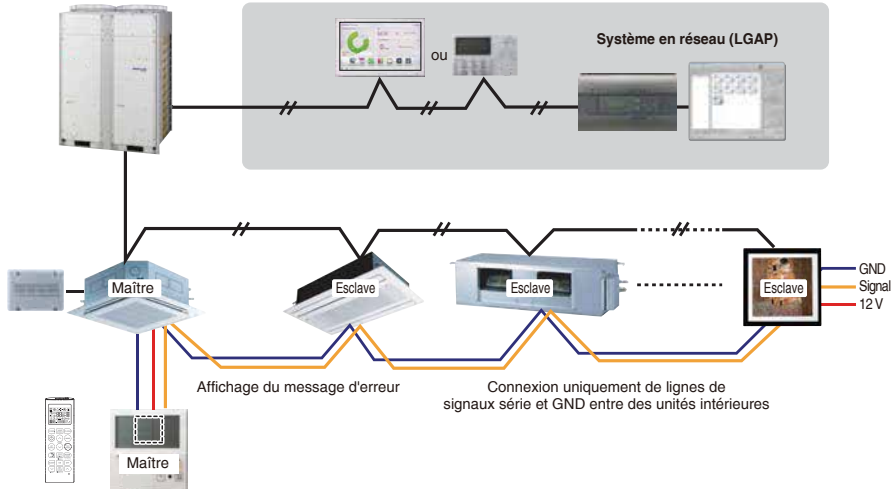 Système en réseau (LGAP)
ou
Maître
Esclave
Esclave
Esclave
GND
Signal
12 V
Affichage du message d'erreur
Connexion uniquement de lignes de
signaux série et GND entre des unités intérieures
Maître